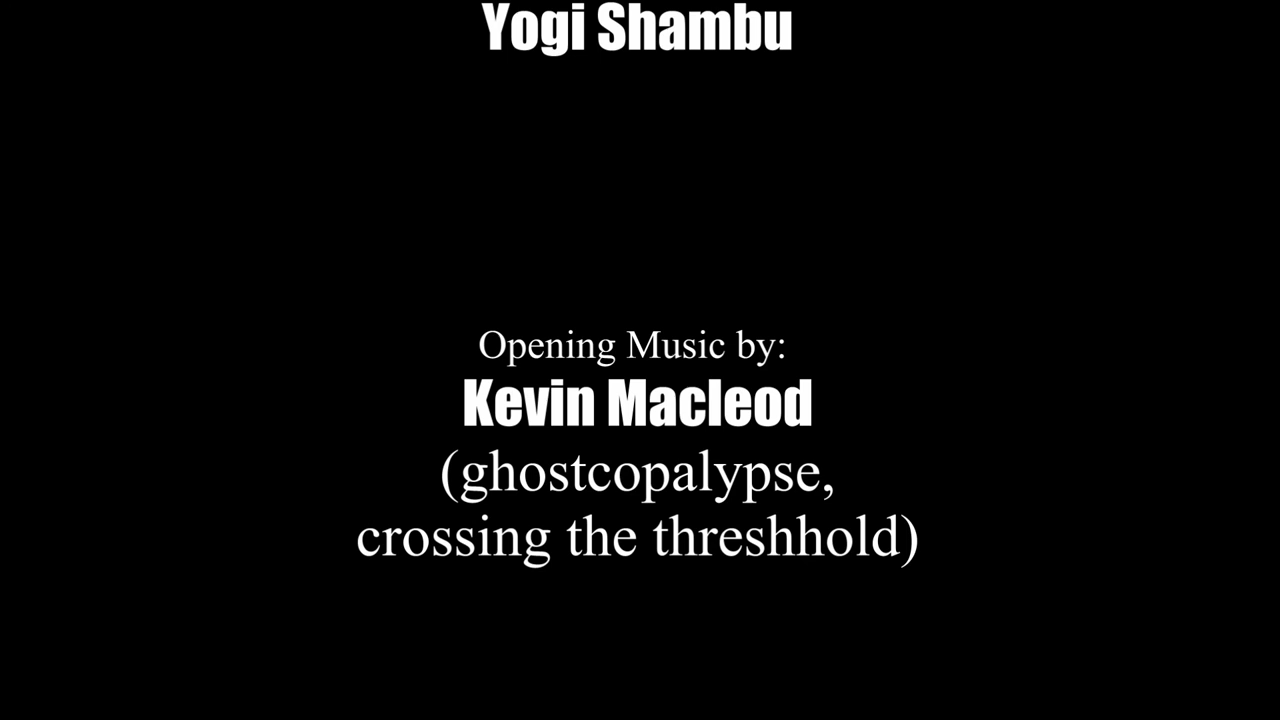 Yogi Shambu
Opening Music by:
Kevin Macleod
(ghostcopalypse,
crossing the threshhold)